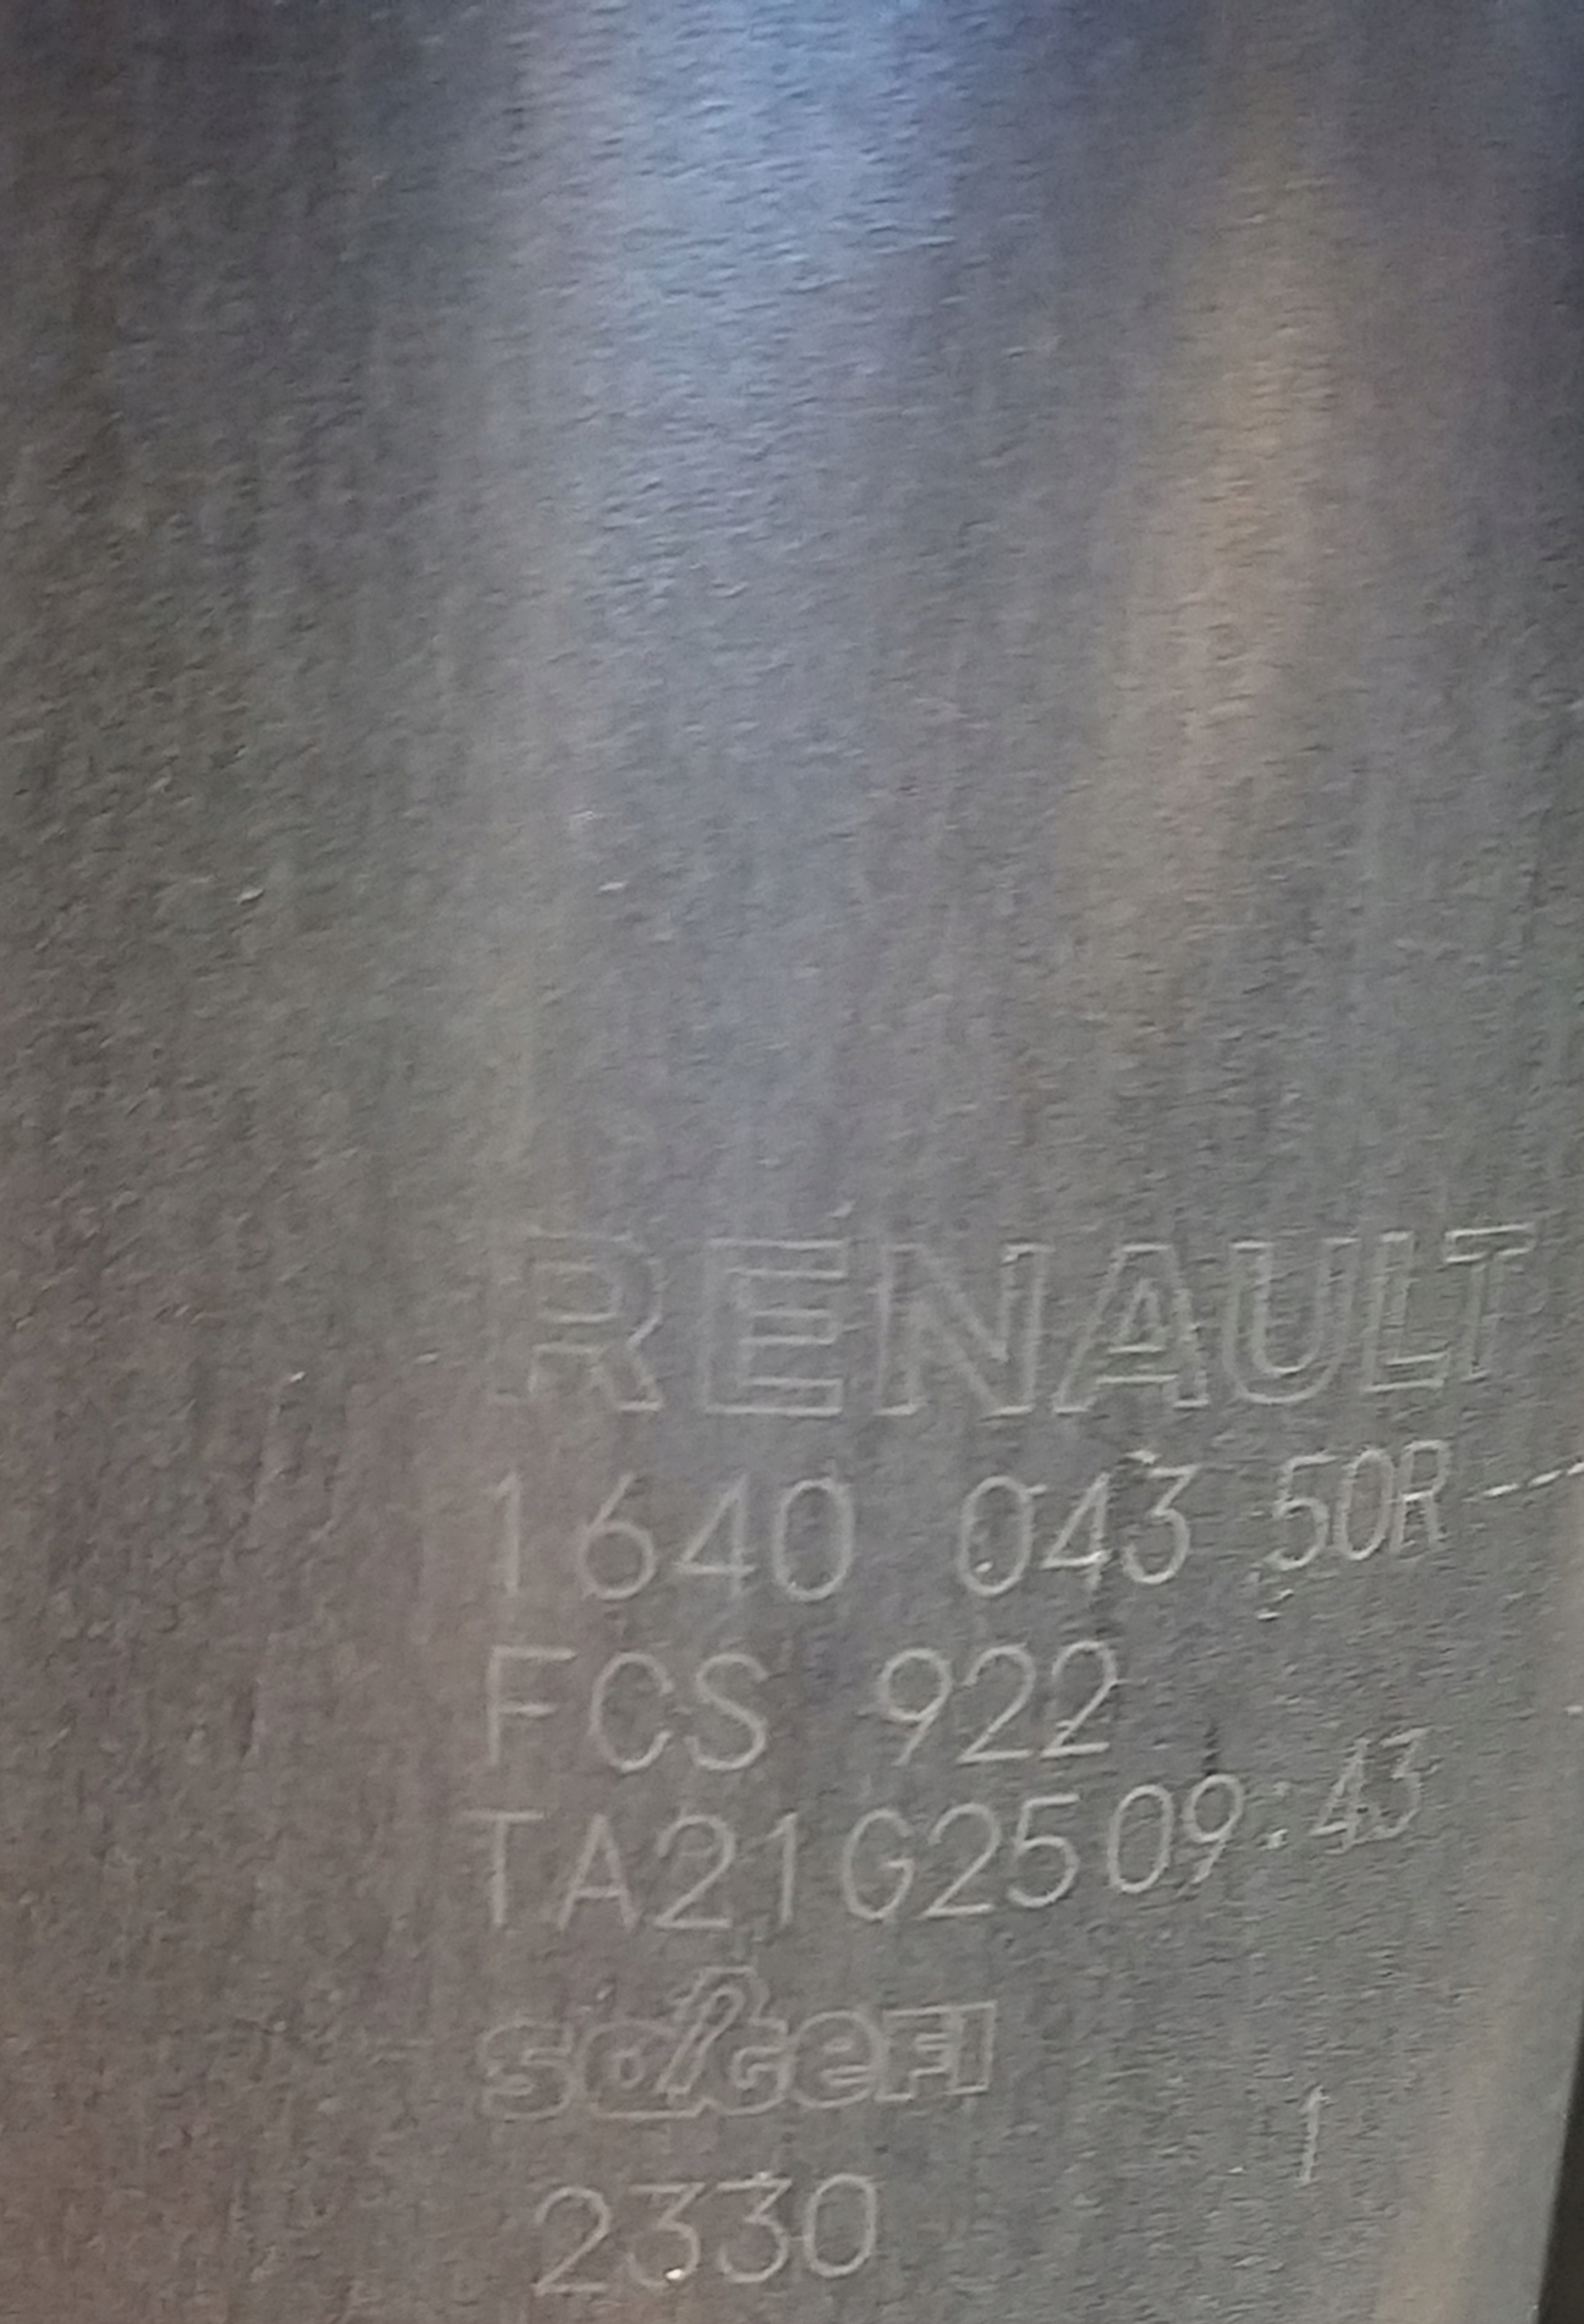 RENAULT
1640 043 50R
FCS 922
TA21G2509:43
sogeFI
2330